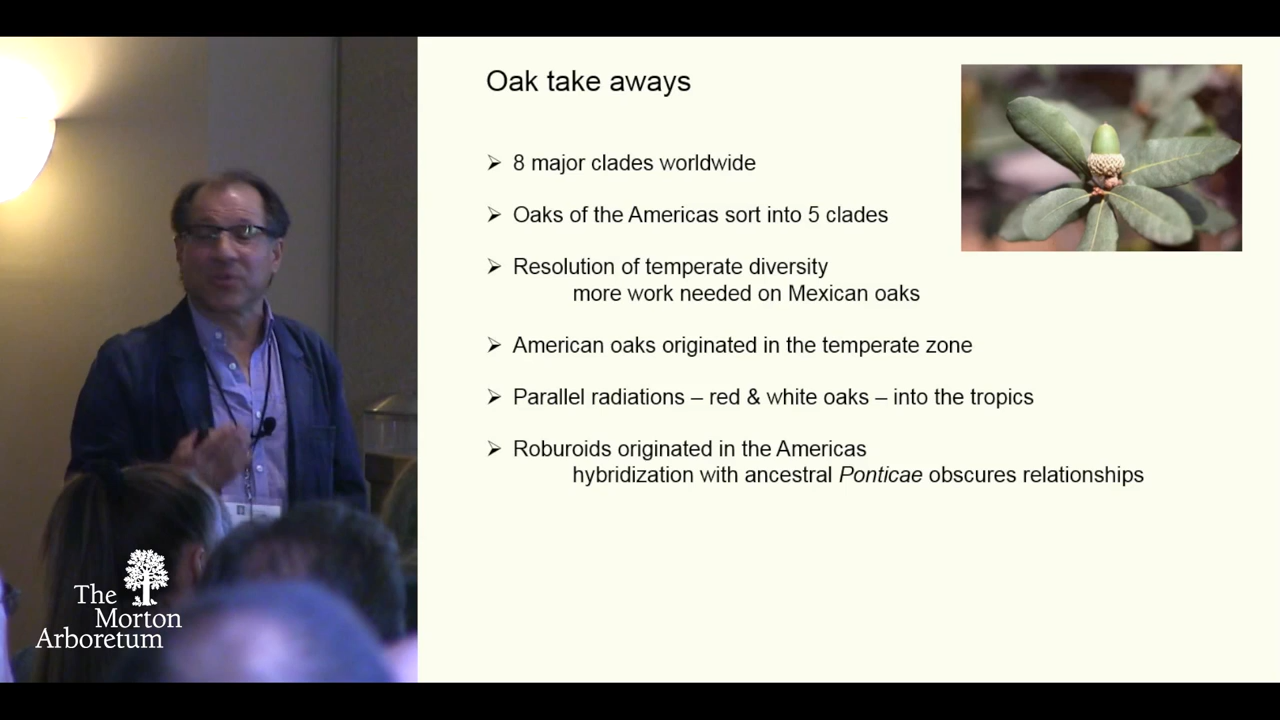 Oak take aways
➢ 8 major clades worldwide
➢ Oaks of the Americas sort into 5 clades
➢ Resolution of temperate diversity
more work needed on Mexican oaks
➢ American oaks originated in the temperate zone
➢ Parallel radiations – red & white oaks – into the tropics
➢ Roburoids originated in the Americas
hybridization with ancestral Ponticae obscures relationships
The
Morton
Arboretum